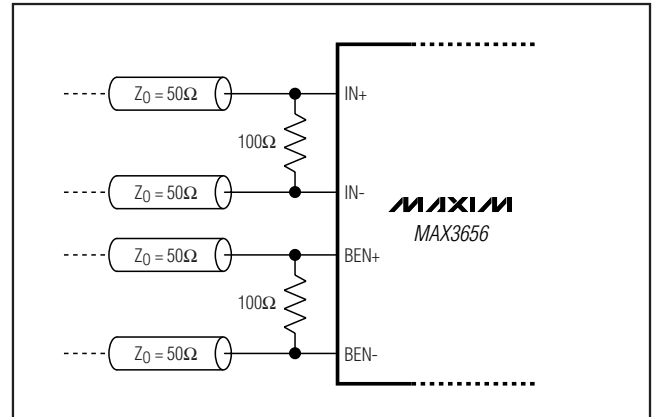 Z0 = 50Ω
IN+
100Ω
Z0 = 50Ω
IN-
MAXIM
MAX3656
Z0 = 50Ω
BEN+
100Ω
Z0 = 50Ω
BEN-